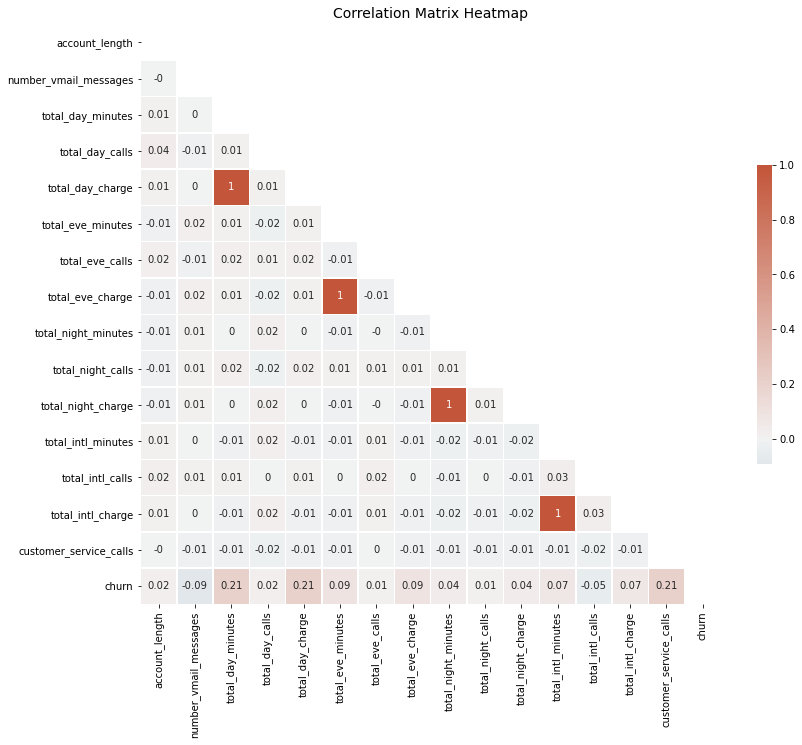 Correlation Matrix Heatmap
account_length
number_vmail_messages -0
total_day_minutes 0.01 0
total_day_calls 0.04 -0.01 0.01
total_day_charge 0.01 0 1 0.01
total_eve_minutes -0.01 0.02 0.01 -0.02 0.01
total_eve_calls 0.02 -0.01 0.02 0.01 0.02 -0.01
total_eve_charge -0.01 0.02 0.01 -0.02 0.01 1 -0.01
total_night_minutes -0.01 0.01 0 0.02 0 -0.01 -0 -0.01
total_night_calls -0.01 0.01 0.02 -0.02 0.02 0.01 0.01 0.01 0.01
total_night_charge -0.01 0.01 0 0.02 0 -0.01 -0 -0.01 1 0.01
total_intl_minutes 0.01 0 -0.01 0.02 -0.01 -0.01 0.01 -0.01 -0.02 -0.01 -0.02
total_intl_calls 0.02 0.01 0.01 0 0.01 0 0.02 0 -0.01 0 -0.01 0.03
total_intl_charge 0.01 0 -0.01 0.02 -0.01 -0.01 0.01 -0.01 -0.02 -0.01 -0.02 1 0.03
customer_service_calls -0 -0.01 -0.01 -0.02 -0.01 -0.01 0 -0.01 -0.01 -0.01 -0.01 -0.01 -0.02 -0.01
churn 0.02 -0.09 0.21 0.02 0.21 0.09 0.01 0.09 0.04 0.01 0.04 0.07 -0.05 0.07 0.21
account_length
number_vmail_messages
total_day_minutes
total_day_calls
total_day_charge
total_eve_minutes
total_eve_calls
total_eve_charge
total_night_minutes
total_night_calls
total_night_charge
total_intl_minutes
total_intl_calls
total_intl_charge
customer_service_calls
churn
1.0
0.8
0.6
0.4
0.2
0.0